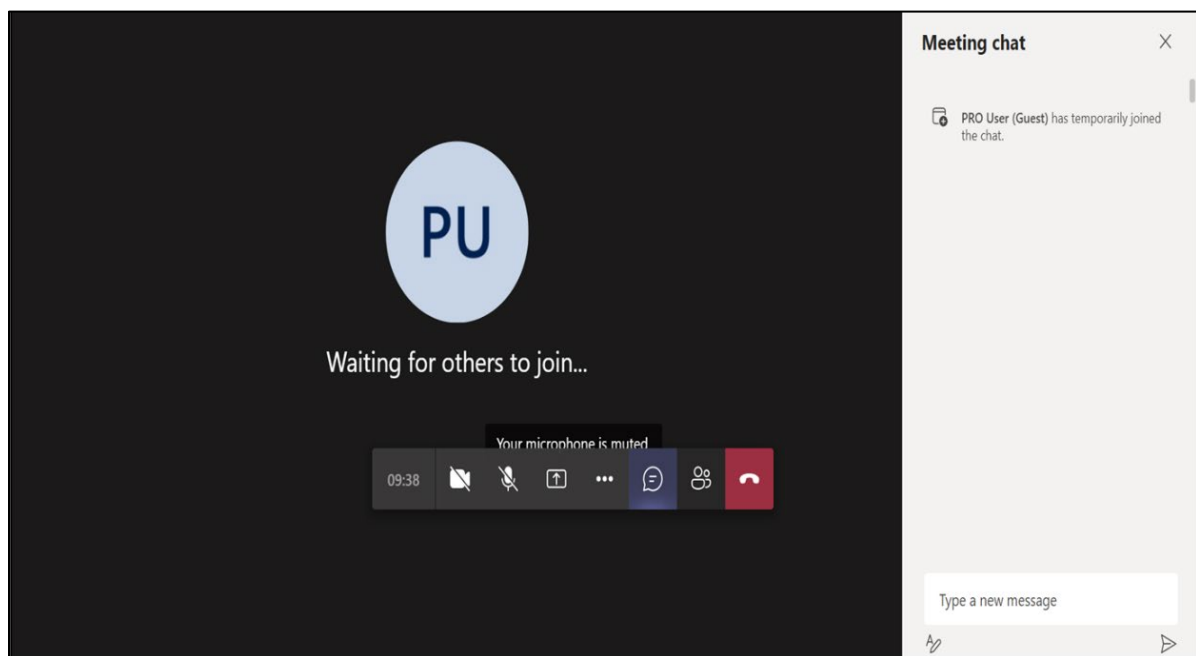 Meeting chat
PRO User (Guest) has temporarily joined
the chat.
PU
Waiting for others to join...
Your microphone is muted
09:38
Type a new message